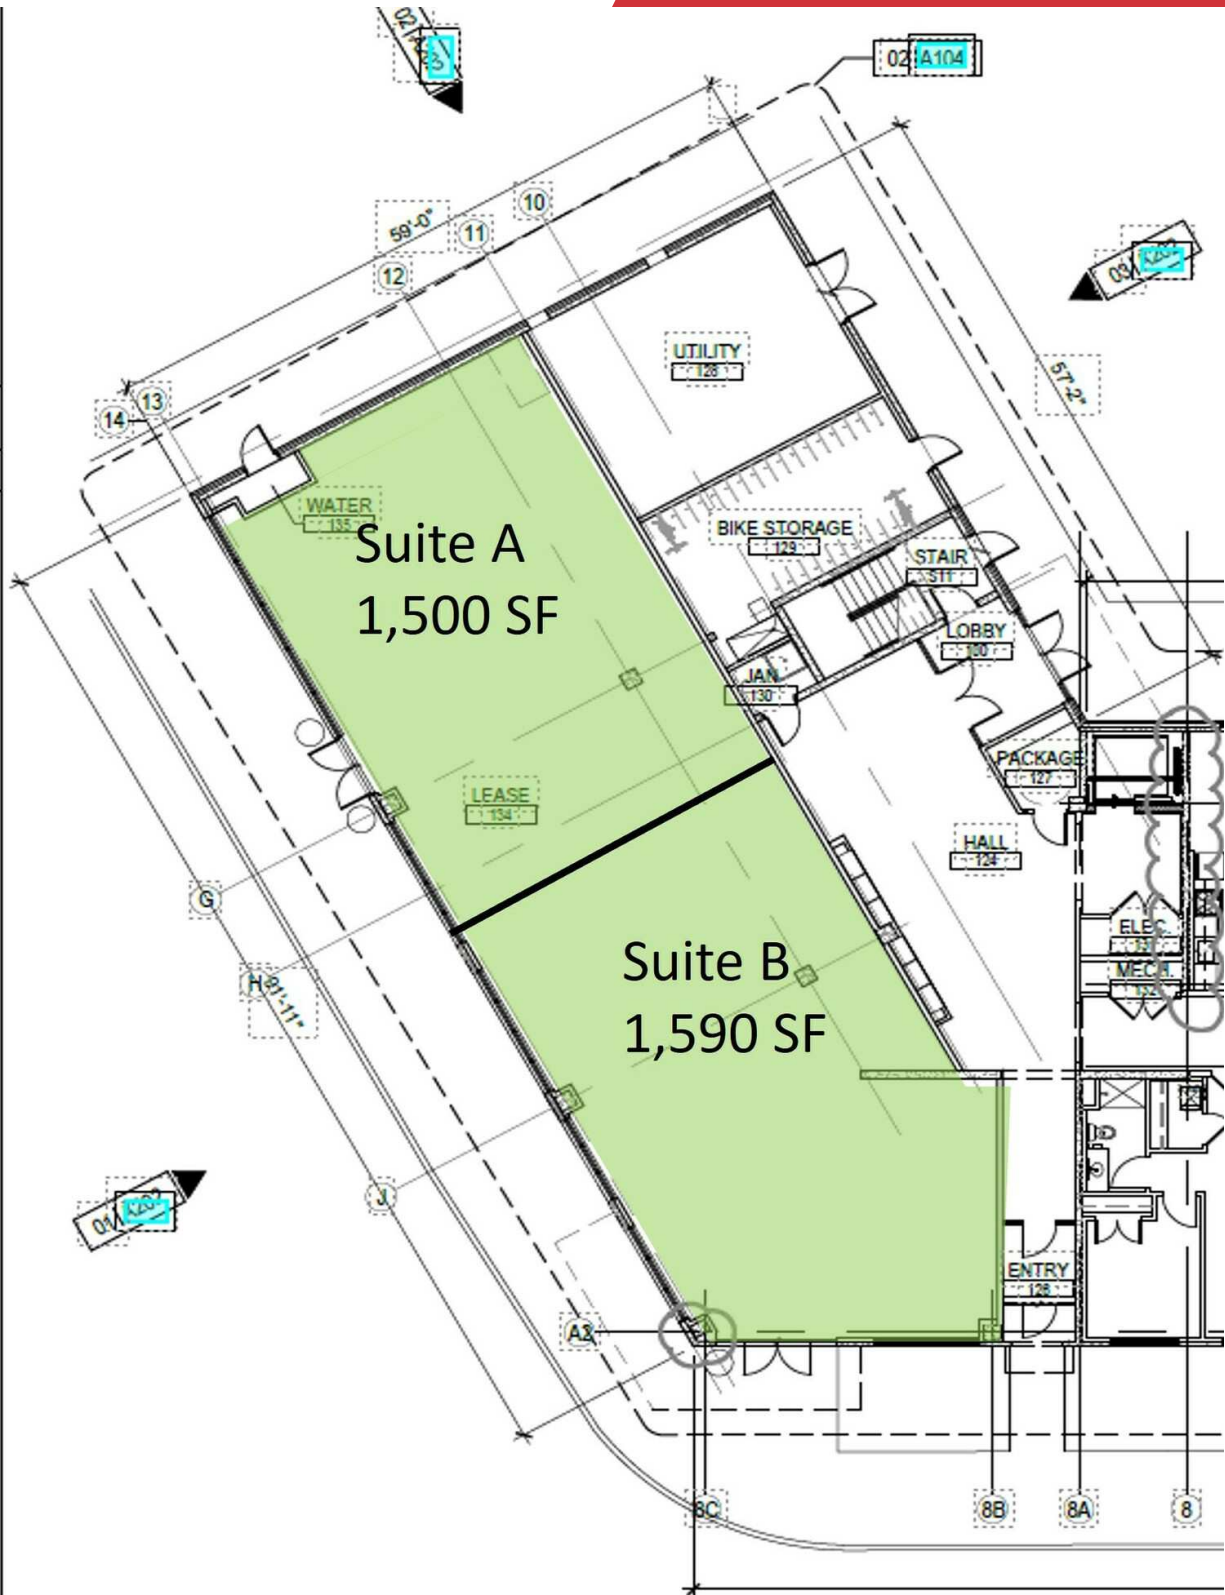 02
A104
10
59'-0"
11
12
03
UTILITY
128
57'-2"
13
14
WATER
135
BIKE STORAGE
129
Suite A
STAIR
S11
1,500 SF
LOBBY
100
JAN
130
PACKAGE
127
LEASE
134
HALL
124
G
ELEC.
Suite B
MECH.
132
H
91'-11"
1,590 SF
J
01
ENTRY
126
A2
8C
8B
8A
8